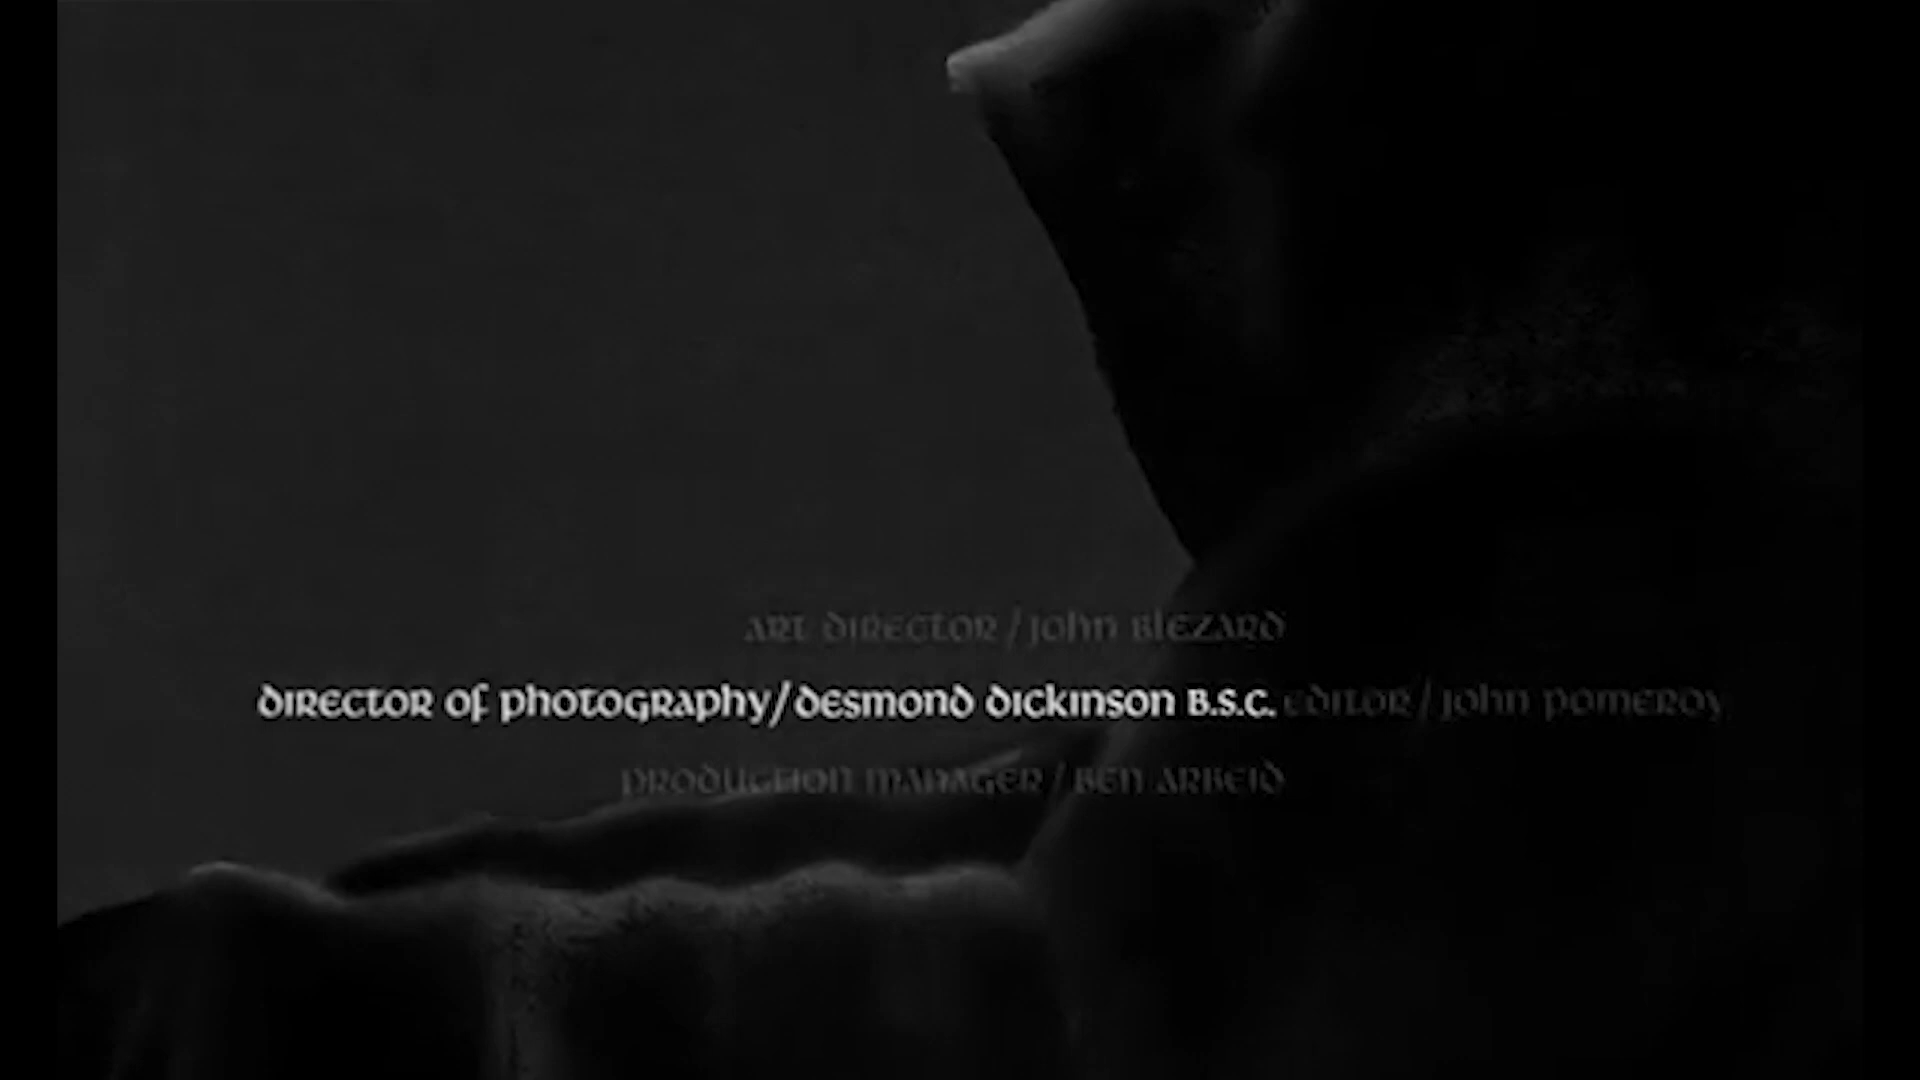 art director/john blezard
director of photography/desmond dickinson B.S.C. editor/john pomeroy
production manager/ben arbeid